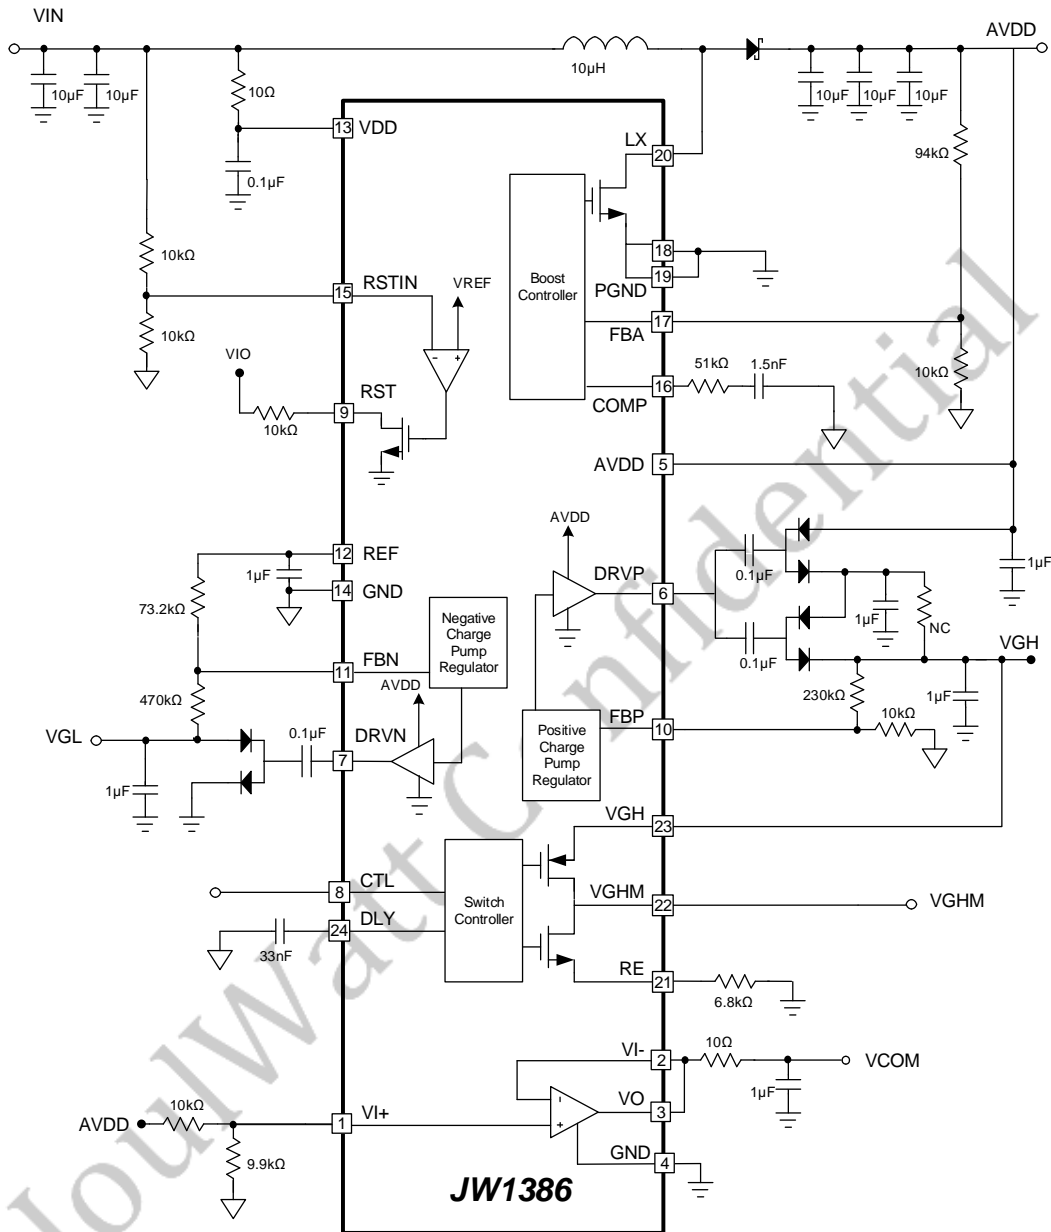 VIN
AVDD
10µH
10µF
10µF
10Ω
10µF
10µF
10µF
13
VDD
LX
20
94kΩ
0.1µF
Boost
Controller
18
19
PGND
10kΩ
15
RSTIN
VREF
17
FBA
10kΩ
VIO
51kΩ
1.5nF
16
COMP
10kΩ
RST
9
10kΩ
AVDD
5
AVDD
12
REF
1µF
14
GND
DRVP
6
0.1µF
1µF
73.2kΩ
Negative
Charge
Pump
Regulator
1µF
NC
0.1µF
VGH
FBN
11
AVDD
470kΩ
230kΩ
1µF
VGL
0.1µF
DRVN
7
Positive
Charge
Pump
Regulator
FBP
10
10kΩ
1µF
VGH
23
CTL
8
Switch
Controller
VGHM
22
VGHM
DLY
24
33nF
RE
21
6.8kΩ
VI-
2
10Ω
VCOM
1µF
VO
3
AVDD
10kΩ
VI+
1
9.9kΩ
GND
4
JW1386
JoulWatt Confidential